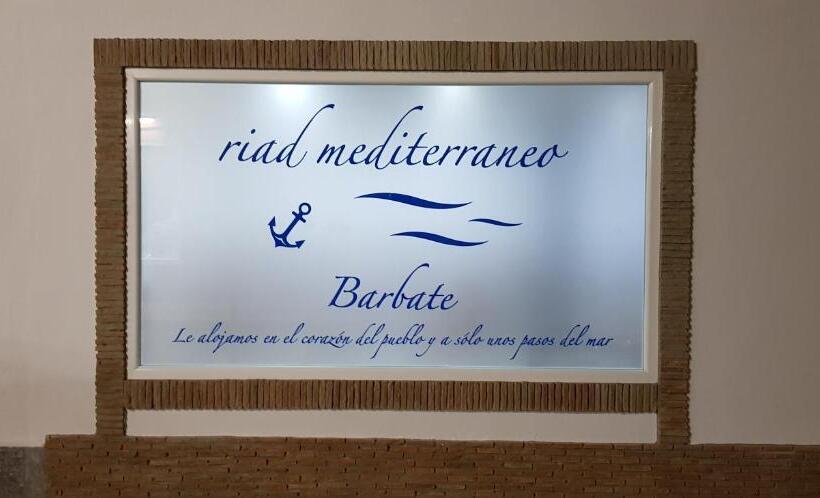 riad mediterraneo
Barbate
Le alojamos en el corazón del pueblo y a sólo unos pasos del mar